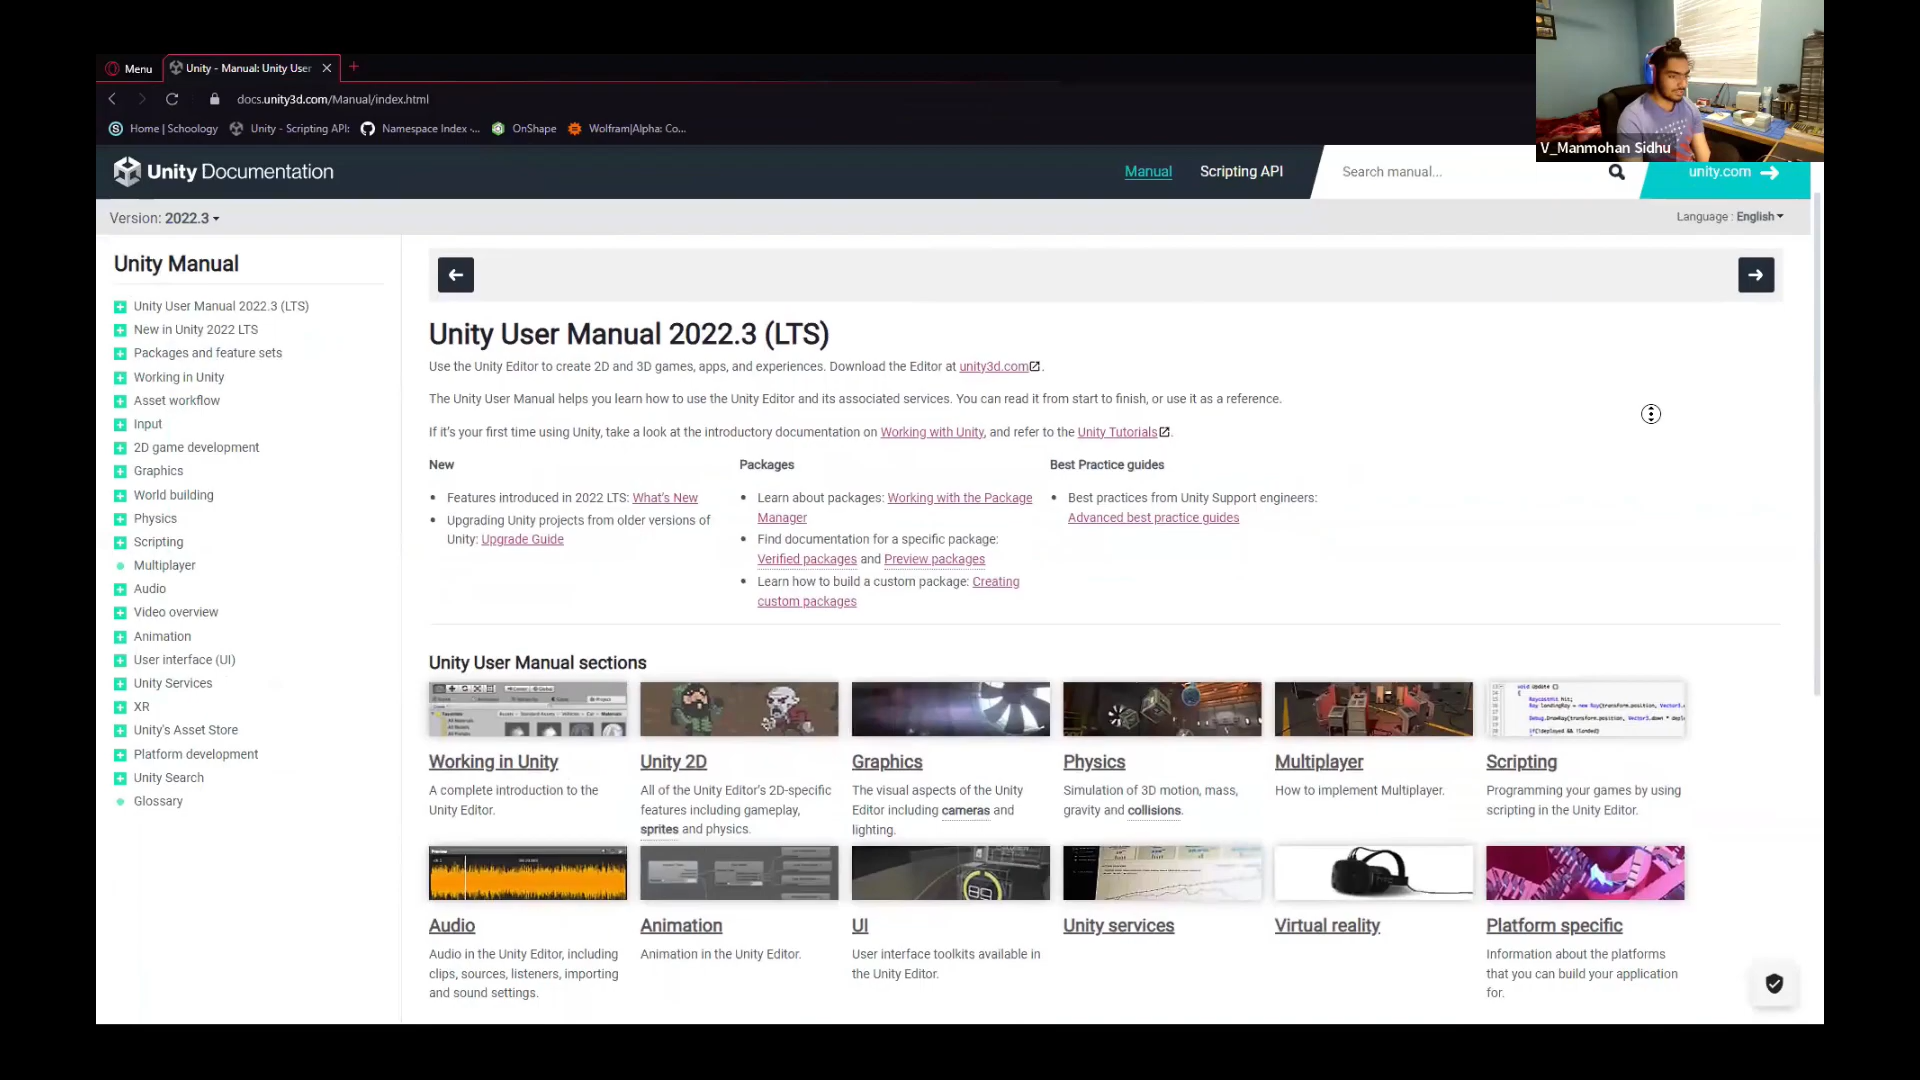 Menu
Unity - Manual: Unity User
docs.unity3d.com/Manual/index.html
Home | Schoology
Unity - Scripting API:
Namespace Index -...
OnShape
Wolfram|Alpha: Co...
V_Manmohan Sidhu
Unity Documentation
Manual
Scripting API
Search manual...
unity.com
Version: 2022.3
Language : English
Unity Manual
Unity User Manual 2022.3 (LTS)
New in Unity 2022 LTS
Packages and feature sets
Working in Unity
Asset workflow
Input
2D game development
Graphics
World building
Physics
Scripting
Multiplayer
Audio
Video overview
Animation
User interface (UI)
Unity Services
XR
Unity's Asset Store
Platform development
Unity Search
Glossary
Unity User Manual 2022.3 (LTS)
Use the Unity Editor to create 2D and 3D games, apps, and experiences. Download the Editor at unity3d.com.
The Unity User Manual helps you learn how to use the Unity Editor and its associated services. You can read it from start to finish, or use it as a reference.
If it's your first time using Unity, take a look at the introductory documentation on Working with Unity, and refer to the Unity Tutorials.
New
Features introduced in 2022 LTS: What's New
Upgrading Unity projects from older versions of
Unity: Upgrade Guide
Packages
Learn about packages: Working with the Package
Manager
Find documentation for a specific package:
Verified packages and Preview packages
Learn how to build a custom package: Creating
custom packages
Best Practice guides
Best practices from Unity Support engineers:
Advanced best practice guides
Unity User Manual sections
void Update ()
Working in Unity
A complete introduction to the
Unity Editor.
Unity 2D
All of the Unity Editor's 2D-specific
features including gameplay,
sprites and physics.
Graphics
The visual aspects of the Unity
Editor including cameras and
lighting.
Physics
Simulation of 3D motion, mass,
gravity and collisions.
Multiplayer
How to implement Multiplayer.
Scripting
Programming your games by using
scripting in the Unity Editor.
89
Audio
Audio in the Unity Editor, including
clips, sources, listeners, importing
and sound settings.
Animation
Animation in the Unity Editor.
UI
User interface toolkits available in
the Unity Editor.
Unity services
Virtual reality
Platform specific
Information about the platforms
that you can build your application
for.